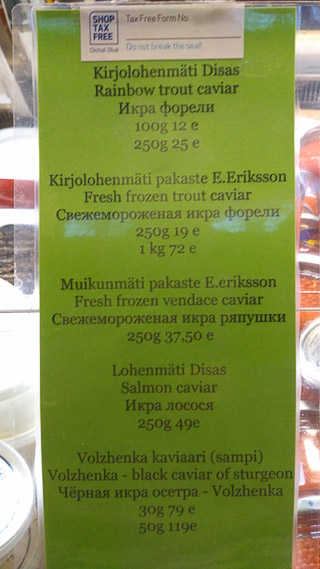 SHOP
TAX
FREE
Global Blue
Tax Free Form No.
Do not break the seal!
Kirjolohenmäti Disas
Rainbow trout caviar
Икра форели
100g 12 e
250g 25 e
Kirjolohenmäti pakaste E.Eriksson
Fresh frozen trout caviar
Свежемороженая икра форели
250g 19 e
1 kg 72 e
Muikunmäti pakaste E.eriksson
Fresh frozen vendace caviar
Свежемороженая икра ряпушки
250g 37,50 e
Lohenmäti Disas
Salmon caviar
Икра лосося
250g 49e
Volzhenka kaviaari (sampi)
Volzhenka - black caviar of sturgeon
Чёрная икра осетра - Volzhenka
30g 79 e
50g 119e